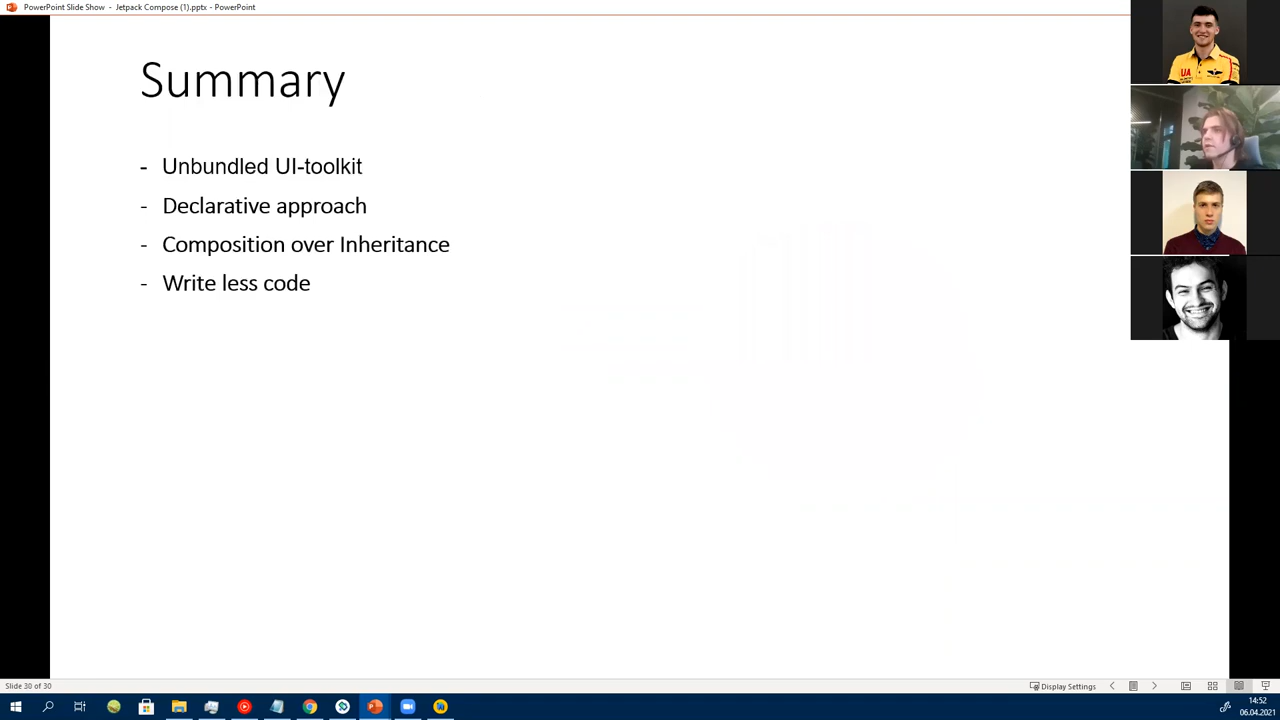 PowerPoint Slide Show - Jetpack Compose (1).pptx - PowerPoint
Summary
- Unbundled UI-toolkit
- Declarative approach
- Composition over Inheritance
- Write less code
UA
Slide 30 of 30
Display Settings
14:52
06.04.2021